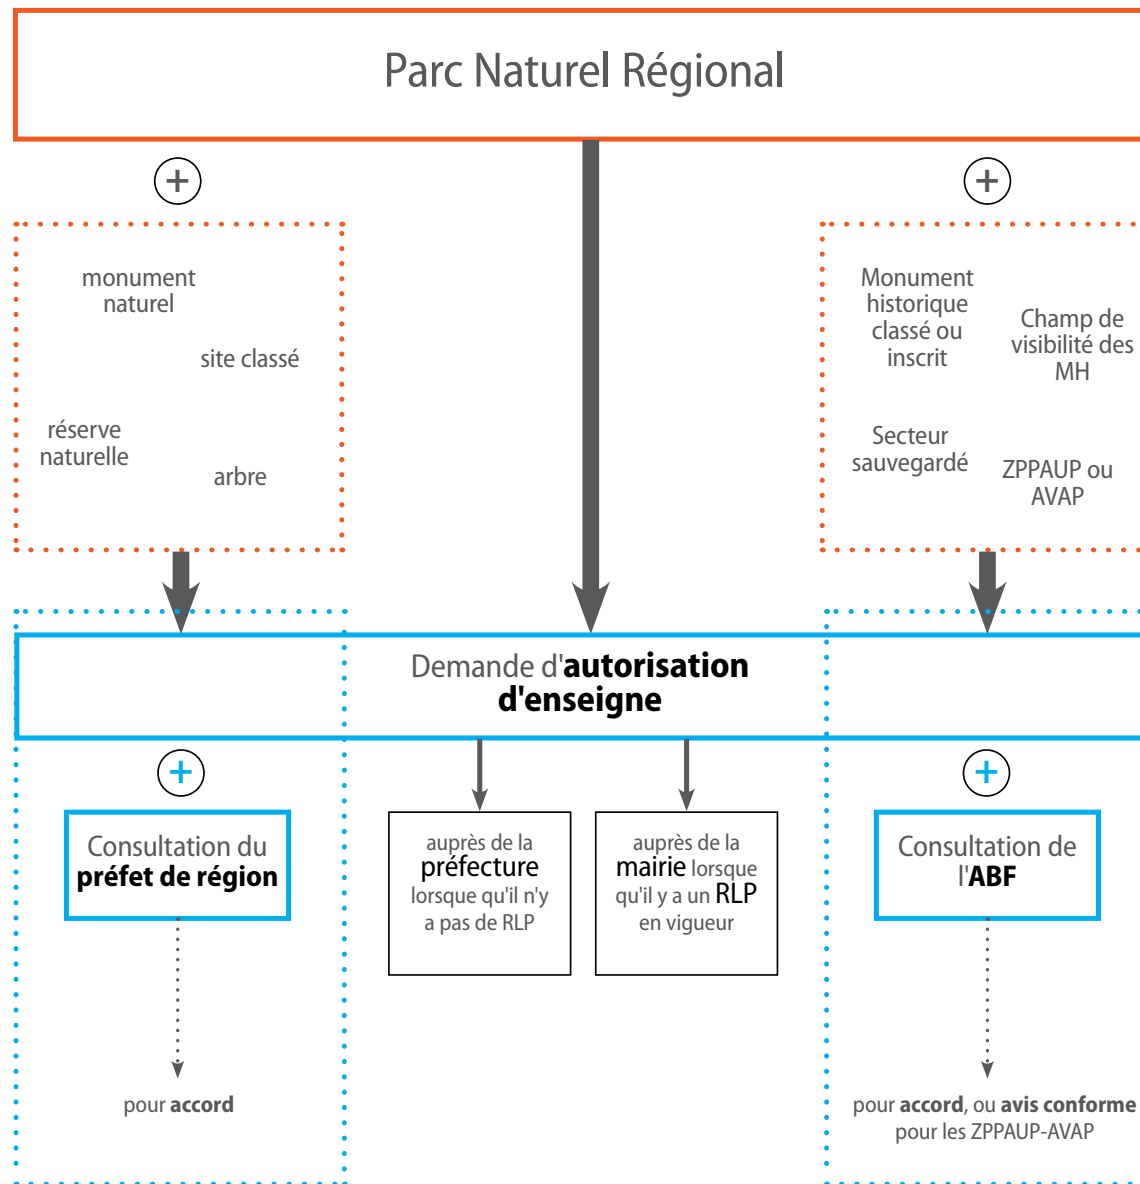 Parc Naturel Régional
+
+
monument
naturel
site classé
réserve
naturelle
arbre
Monument
historique
classé ou
inscrit
Champ de
visibilité des
MH
Secteur
sauvegardé
ZPPAUP ou
AVAP
Demande d'autorisation
d'enseigne
+
+
Consultation du
préfet de région
auprès de la
préfecture
lorsque qu'il n'y
a pas de RLP
auprès de la
mairie lorsque
qu'il y a un RLP
en vigueur
Consultation de
l'ABF
pour accord
pour accord, ou avis conforme
pour les ZPPAUP-AVAP